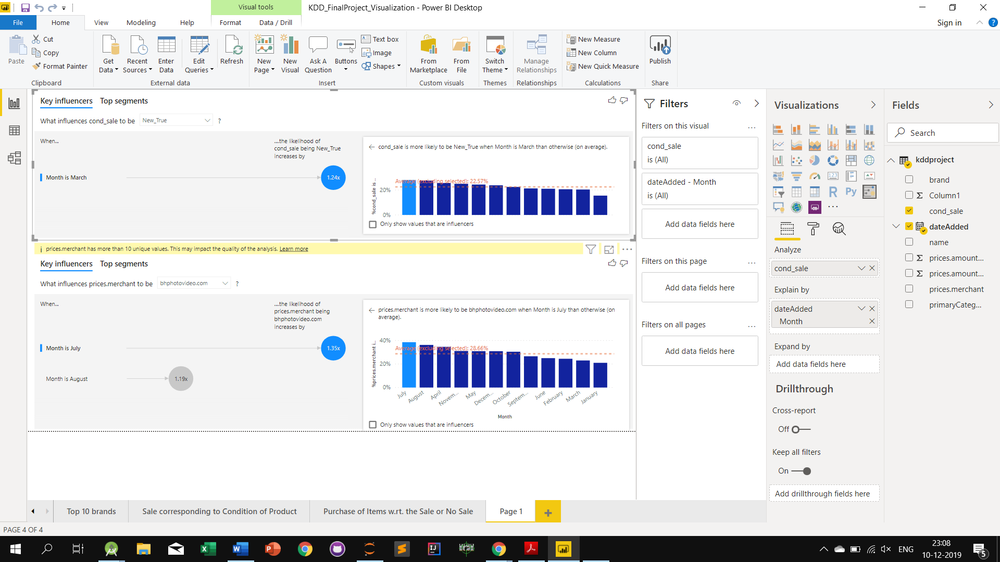 Visual tools
KDD_FinalProject_Visualization - Power BI Desktop
File
Home
View
Modeling
Help
Format
Data / Drill
Sign in
?
Paste
Cut
Copy
Format Painter
Clipboard
Get Data
Recent Sources
Enter Data
Edit Queries
Refresh
External data
New Page
New Visual
Ask A Question
Buttons
Text box
Image
Shapes
Insert
From Marketplace
From File
Custom visuals
Switch Theme
Themes
Manage Relationships
Relationships
New Measure
New Column
New Quick Measure
Calculations
Publish
Share
Key influencers
Top segments
What influences cond_sale to be
New_True
?
When...
....the likelihood of
cond_sale being New_True
increases by
Month is March
1.24x
cond_sale is more likely to be New_True when Month is March than otherwise (on average).
Average (excluding selected): 22.57%
%cond_sale is ...
20%
0%
Only show values that are influencers
prices.merchant has more than 10 unique values. This may impact the quality of the analysis. Learn more
Key influencers
Top segments
What influences prices.merchant to be
bhphotovideo.com
?
When...
....the likelihood of
prices.merchant being
bhphotovideo.com
increases by
Month is July
1.35x
Month is August
1.19x
prices.merchant is more likely to be bhphotovideo.com when Month is July than otherwise (on
average).
Average (excluding selected): 28.66%
%prices.merchant i...
40%
20%
0%
July
August
April
Novem...
May
Decem...
October
Septem...
June
February
March
January
Month
Only show values that are influencers
Filters
Filters on this visual
cond_sale
is (All)
dateAdded - Month
is (All)
Add data fields here
Filters on this page
Add data fields here
Filters on all pages
Add data fields here
Visualizations
R
Py
123
Analyze
cond_sale
Explain by
dateAdded
Month
Expand by
Add data fields here
Drillthrough
Cross-report
Off
Keep all filters
On
Add drillthrough fields here
Fields
Search
kddproject
brand
Σ Column1
cond_sale
dateAdded
name
Σ prices.amount...
Σ prices.amount...
prices.merchant
primaryCateg...
Top 10 brands
Sale corresponding to Condition of Product
Purchase of Items w.rt. the Sale or No Sale
Page 1
PAGE 4 OF 4
ENG
23:08
10-12-2019
5